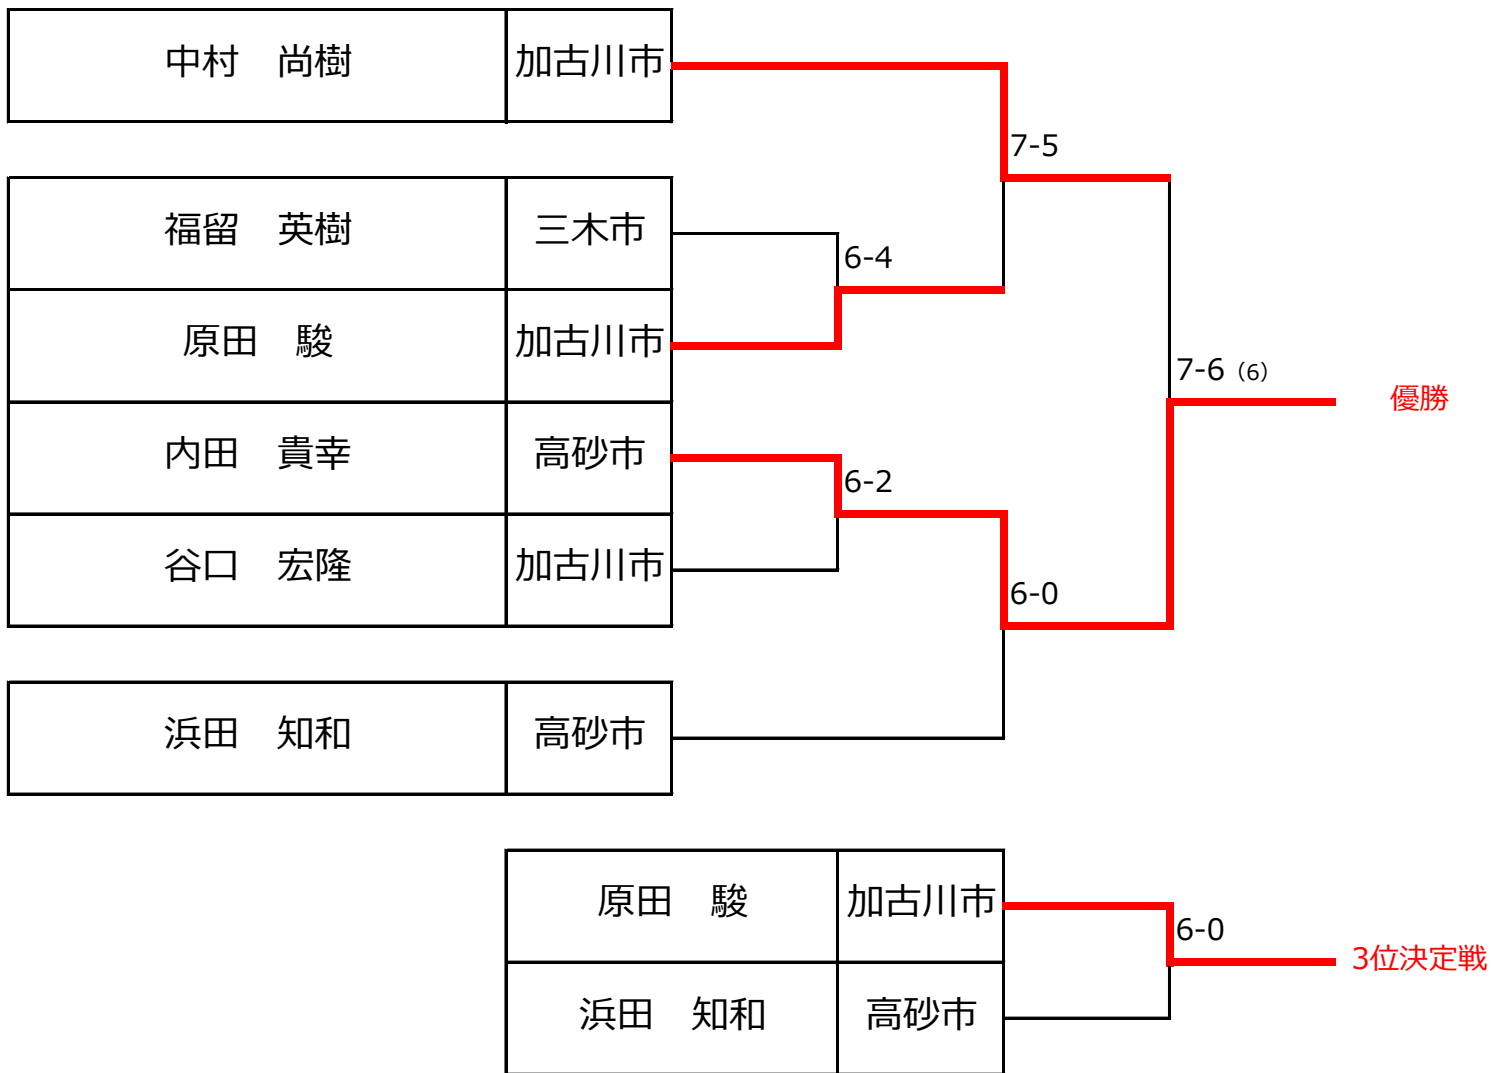 中村　尚樹 加古川市
7-5
福留　英樹 三木市
6-4
原田　駿 加古川市
7-6（6） 優勝
内田　貴幸 高砂市
6-2
谷口　宏隆 加古川市
6-0
浜田　知和 高砂市
原田　駿 加古川市
6-0
3位決定戦
浜田　知和 高砂市